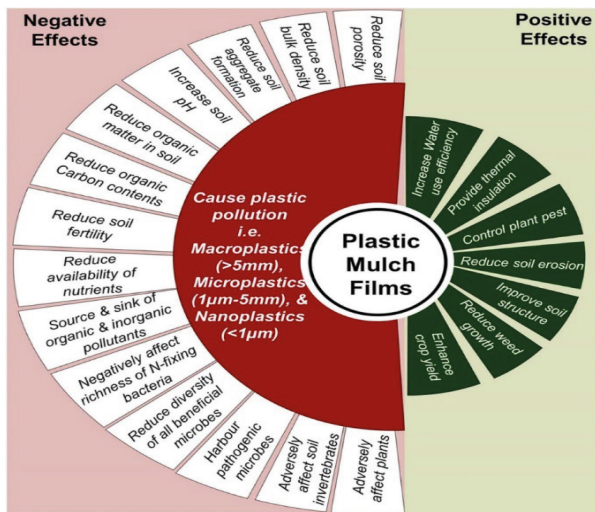 Negative
Effects
Positive
Effects
Reduce soil
porosity
Reduce soil
bulk density
Reduce soil
aggregate
formation
Increase soil
pH
Reduce organic
matter in soil
Reduce organic
Carbon contents
Reduce soil
fertility
Reduce
availability of
nutrients
Source & sink of
organic & inorganic
pollutants
Negatively affect
richness of N-fixing
bacteria
Reduce diversity
of all beneficial
microbes
Harbour
pathogenic
microbes
Adversely
affect soil
invertebrates
Adversely
affect plants
Cause plastic
pollution
i.e.
Macroplastics
(>5mm),
Microplastics
(1µm-5mm), &
Nanoplastics
(<1µm)
Plastic
Mulch
Films
Increase Water
use efficiency
Provide thermal
insulation
Control plant pest
Reduce soil erosion
Improve soil
structure
Reduce weed
growth
Enhance
crop yield